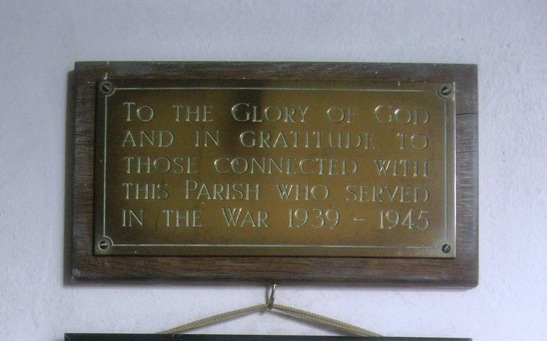 To the Glory of God
and in gratitude to
those connected with
this Parish who served
in the War 1939 - 1945